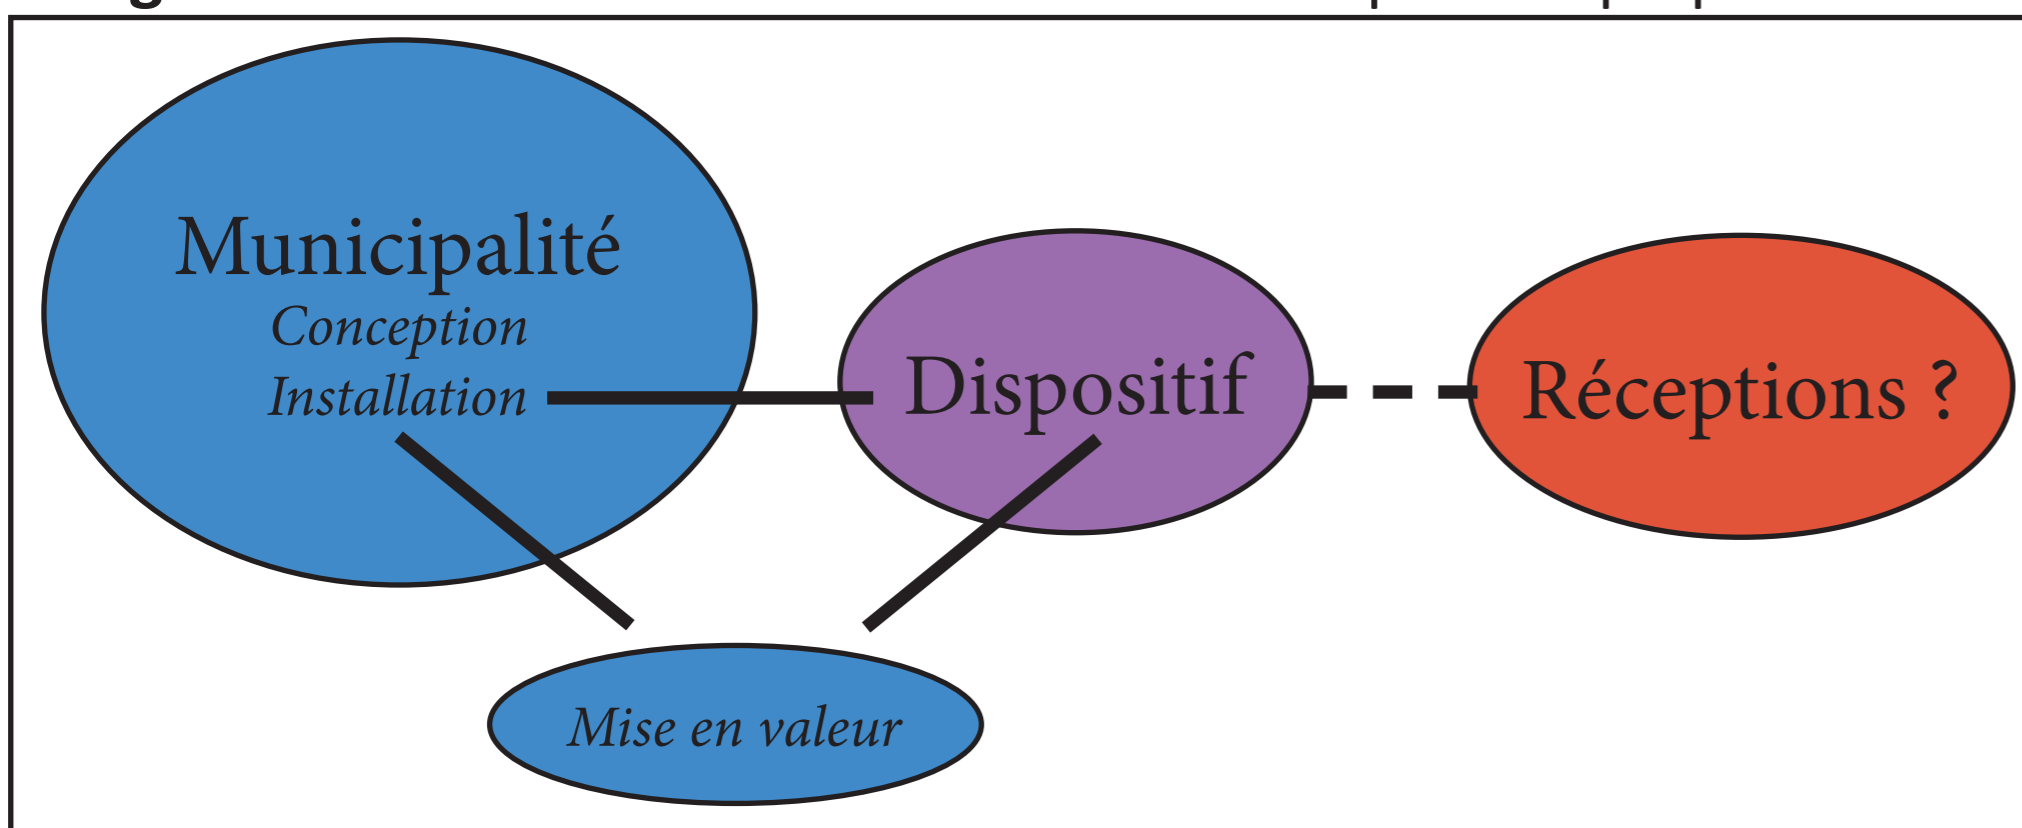 Municipalité
Conception
Installation
Dispositif
Réceptions ?
Mise en valeur